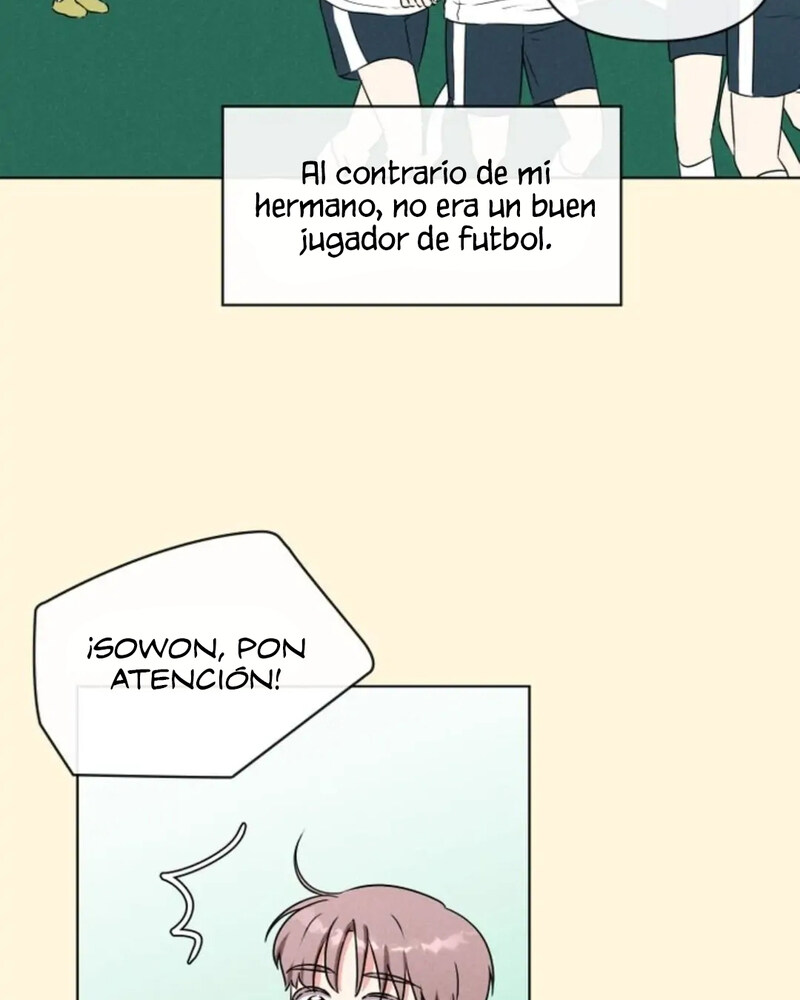 Al contrario de mi
hermano, no era un buen
jugador de futbol.
¡SOWON, PON
ATENCIÓN!